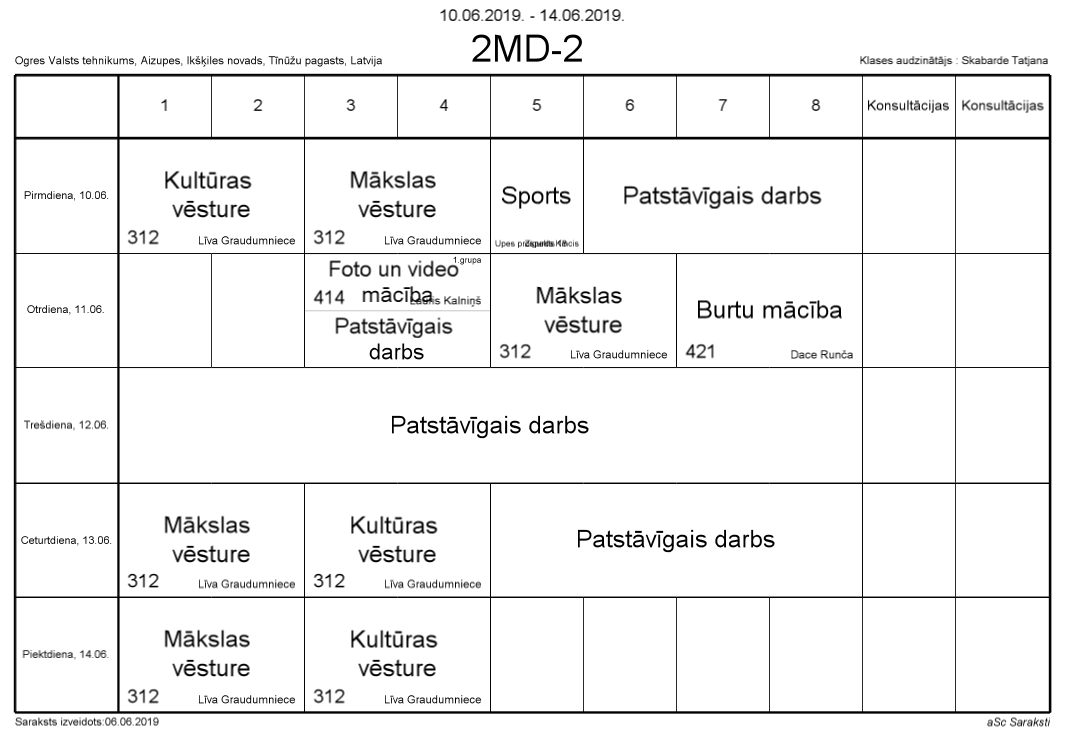 10.06.2019. - 14.06.2019.
2MD-2
Ogres Valsts tehnikums, Aizupes, Ikšķiles novads, Tīnūžu pagasts, Latvija
Klases audzinātājs : Skabarde Tatjana
1 2 3 4 5 6 7 8 Konsultācijas Konsultācijas
Pirmdiena, 10.06.
Kultūras
vēsture
312 Līva Graudumniece
Mākslas
vēsture
312 Līva Graudumniece
Sports
Upes
Patstāvīgais darbs
Otrdiena, 11.06.
1.grupa
Foto un video
mācība
414 Lauris Kalniņš
Patstāvīgais
darbs
Mākslas
vēsture
312 Līva Graudumniece
Burtu mācība
421 Dace Runča
Trešdiena, 12.06.
Patstāvīgais darbs
Ceturtdiena, 13.06.
Mākslas
vēsture
312 Līva Graudumniece
Kultūras
vēsture
312 Līva Graudumniece
Patstāvīgais darbs
Piektdiena, 14.06.
Mākslas
vēsture
312 Līva Graudumniece
Kultūras
vēsture
312 Līva Graudumniece
Saraksts izveidots:06.06.2019
aSc Saraksti